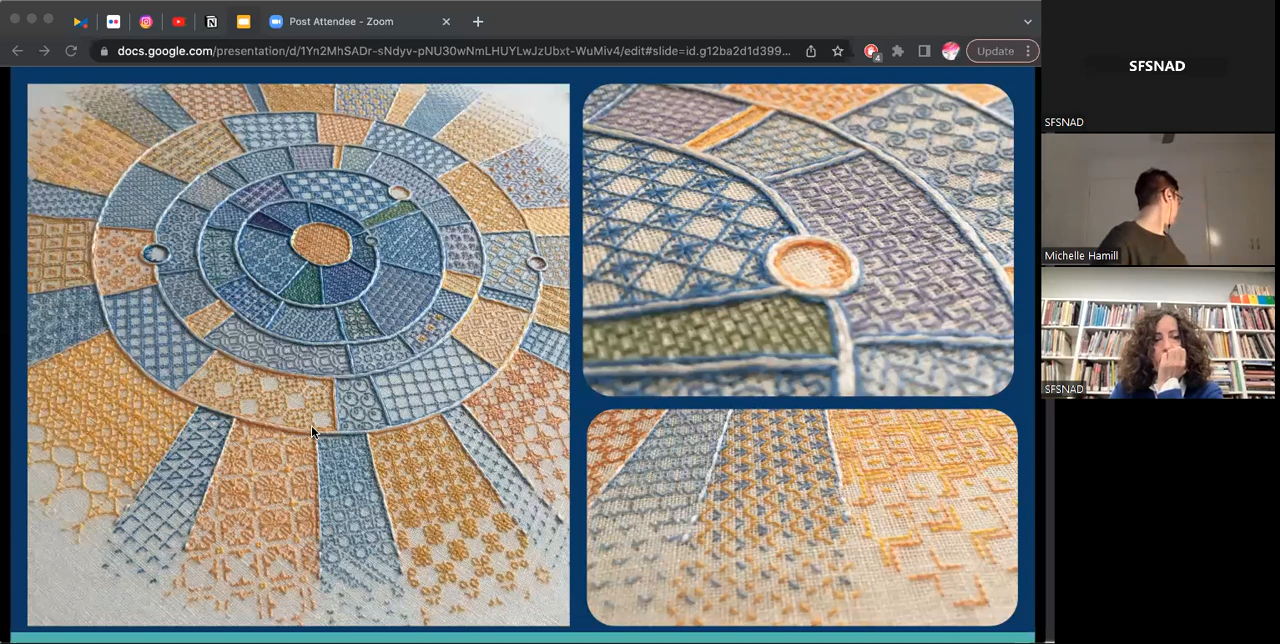 Post Attendee - Zoom
docs.google.com/presentation/d/1Yn2MhSADr-sNdyv-pNU30wNmLHUYLwJzUbxt-WuMiv4/edit#slide=id.g12ba2d1d399...
4
Update
SFSNAD
SFSNAD
Michelle Hamill
SFSNAD